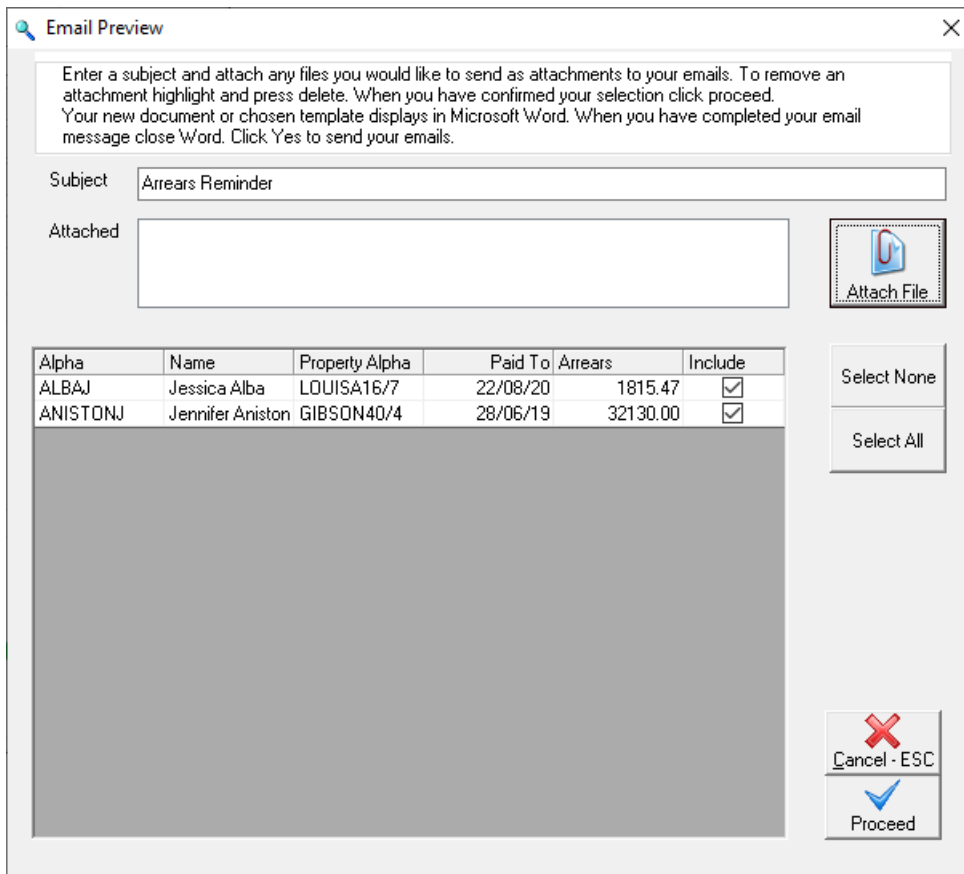 Email Preview
Enter a subject and attach any files you would like to send as attachments to your emails. To remove an
attachment highlight and press delete. When you have confirmed your selection click proceed.
Your new document or chosen template displays in Microsoft Word. When you have completed your email
message close Word. Click Yes to send your emails.
Subject Arrears Reminder
Attached
Attach File
Alpha Name Property Alpha Paid To Arrears Include
ALBAJ Jessica Alba LOUISA16/7 22/08/20 1815.47
ANISTONJ Jennifer Aniston GIBSON40/4 28/06/19 32130.00
Select None
Select All
Cancel - ESC
Proceed